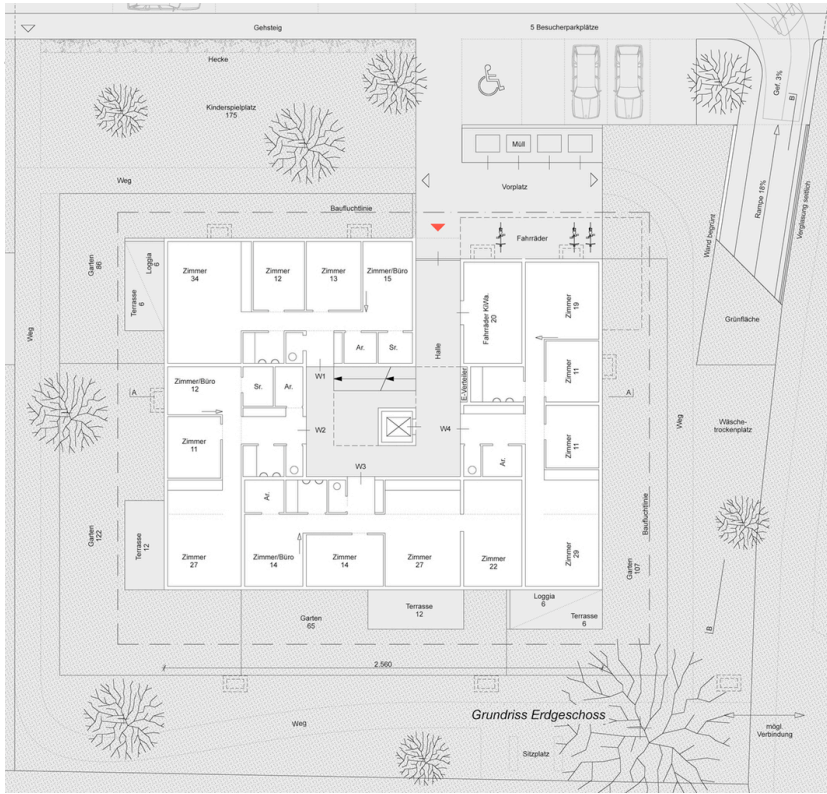 Gehsteig
5 Besucherparkplätze
Hecke
Kinderspielplatz
175
Gef. 3%
B
Müll
Weg
Vorplatz
Rampe 18%
Verglasung seitlich
Wand begrünt
Baufluchtlinie
Fahrräder
Garten
86
Loggia
6
Terrasse
6
Zimmer
34
Zimmer
12
Zimmer
13
Zimmer/Büro
15
Fahrräder KiWa.
20
Zimmer
19
Halle
Grünfläche
Weg
Ar.
Sr.
W1
Zimmer/Büro
12
Sr.
Ar.
E-Verteiler
Zimmer
11
A
A
W2
W4
Zimmer
11
Zimmer
11
Weg
Wäsche-
trockenplatz
W3
Ar.
Ar.
Baufluchtlinie
Garten
122
Terrasse
12
Zimmer
27
Zimmer/Büro
14
Zimmer
14
Zimmer
27
Zimmer
22
Zimmer
29
Garten
107
Loggia
6
Terrasse
12
Terrasse
6
Garten
65
B
2.560
Grundriss Erdgeschoss
Weg
mögl.
Verbindung
Sitzplatz